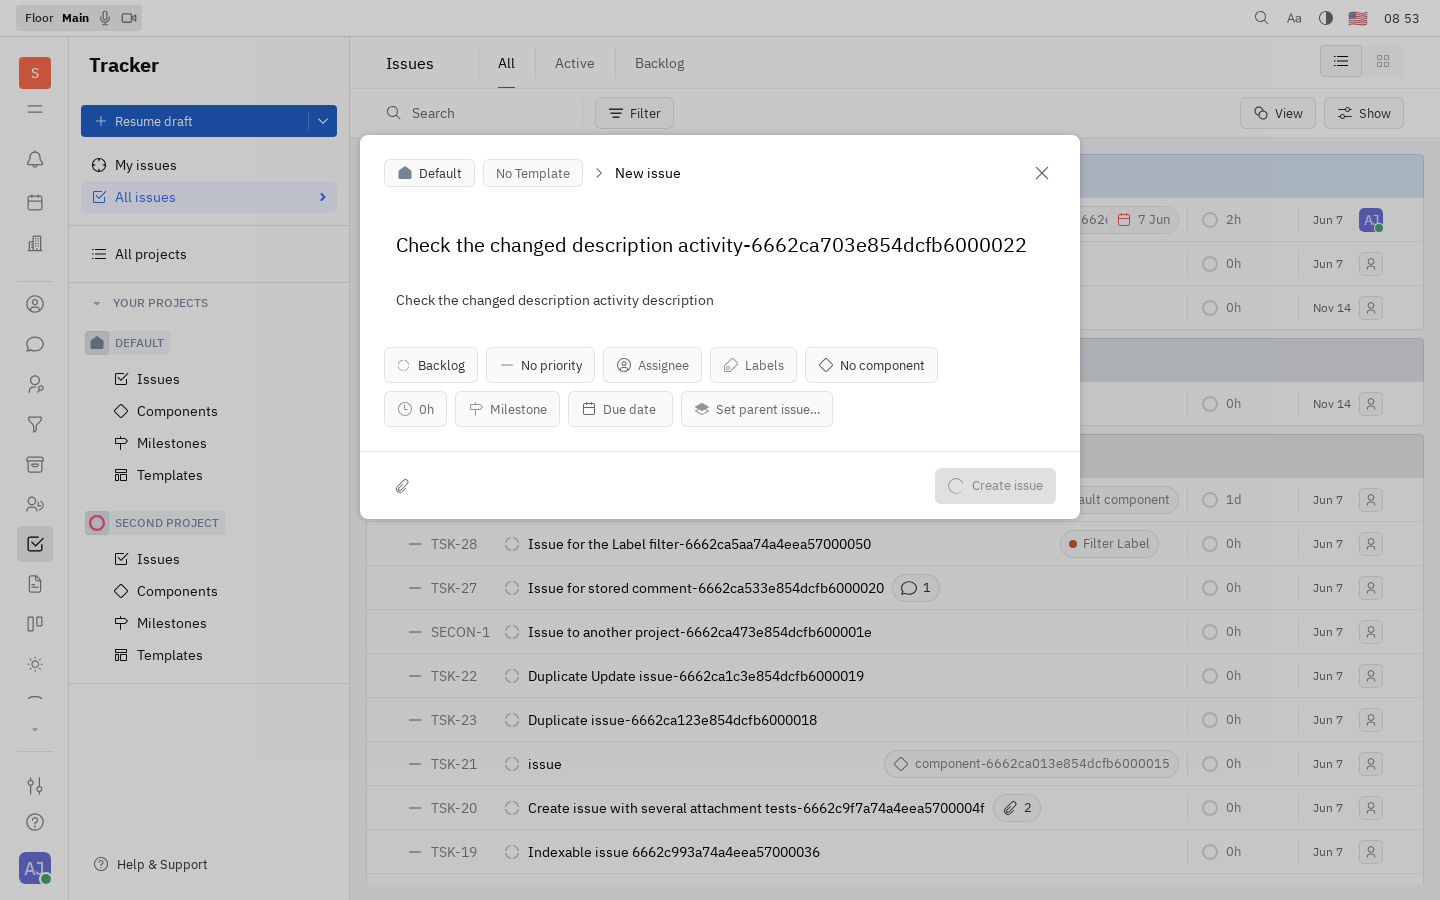 Floor Main
Aa
08 53
S
Tracker
Resume draft
My issues
All issues
All projects
YOUR PROJECTS
DEFAULT
Issues
Components
Milestones
Templates
SECOND PROJECT
Issues
Components
Milestones
Templates
Help & Support
AJ
Issues
All
Active
Backlog
Search
Filter
View
Show
Default
No Template
New issue
Check the changed description activity-6662ca703e854dcfb6000022
Check the changed description activity description
Backlog
No priority
Assignee
Labels
No component
0h
Milestone
Due date
Set parent issue...
Create issue
7 Jun 2h Jun 7 AJ
0h Jun 7
0h Nov 14
0h Nov 14
ault component 1d Jun 7
TSK-28 Issue for the Label filter-6662ca5aa74a4eea57000050 Filter Label 0h Jun 7
TSK-27 Issue for stored comment-6662ca533e854dcfb6000020 1 0h Jun 7
SECON-1 Issue to another project-6662ca473e854dcfb600001e 0h Jun 7
TSK-22 Duplicate Update issue-6662ca1c3e854dcfb6000019 0h Jun 7
TSK-23 Duplicate issue-6662ca123e854dcfb6000018 0h Jun 7
TSK-21 issue component-6662ca013e854dcfb6000015 0h Jun 7
TSK-20 Create issue with several attachment tests-6662c9f7a74a4eea5700004f 2 0h Jun 7
TSK-19 Indexable issue 6662c993a74a4eea57000036 0h Jun 7